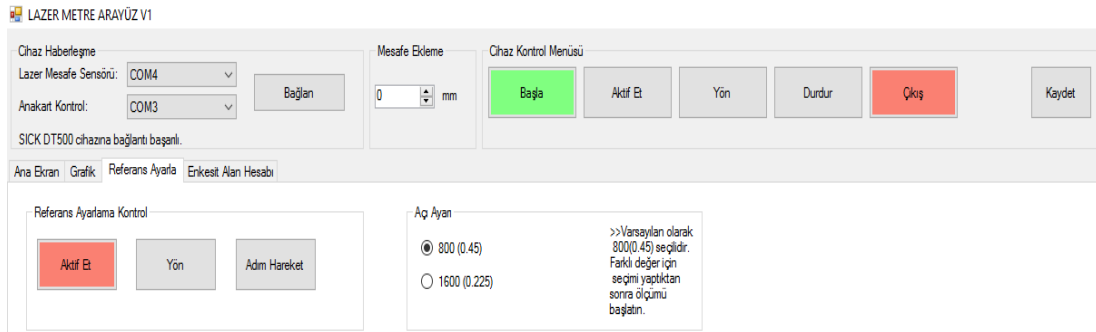 LAZER METRE ARAYÜZ V1
Cihaz Haberleşme
Lazer Mesafe Sensörü: COM4
Anakart Kontrol: COM3
Bağlan
SICK DT500 cihazına bağlantı başarılı.
Mesafe Ekleme
0 mm
Cihaz Kontrol Menüsü
Başla Aktif Et Yön Durdur Çıkış Kaydet
Ana Ekran Grafik Referans Ayarla Enkesit Alan Hesabı
Referans Ayarlama Kontrol
Aktif Et Yön Adım Hareket
Açı Ayarı
800 (0.45)
1600 (0.225)
>>Varsayılan olarak
800(0.45) seçilidir.
Farklı değer için
seçimi yaptıktan
sonra ölçümü
başlatın.